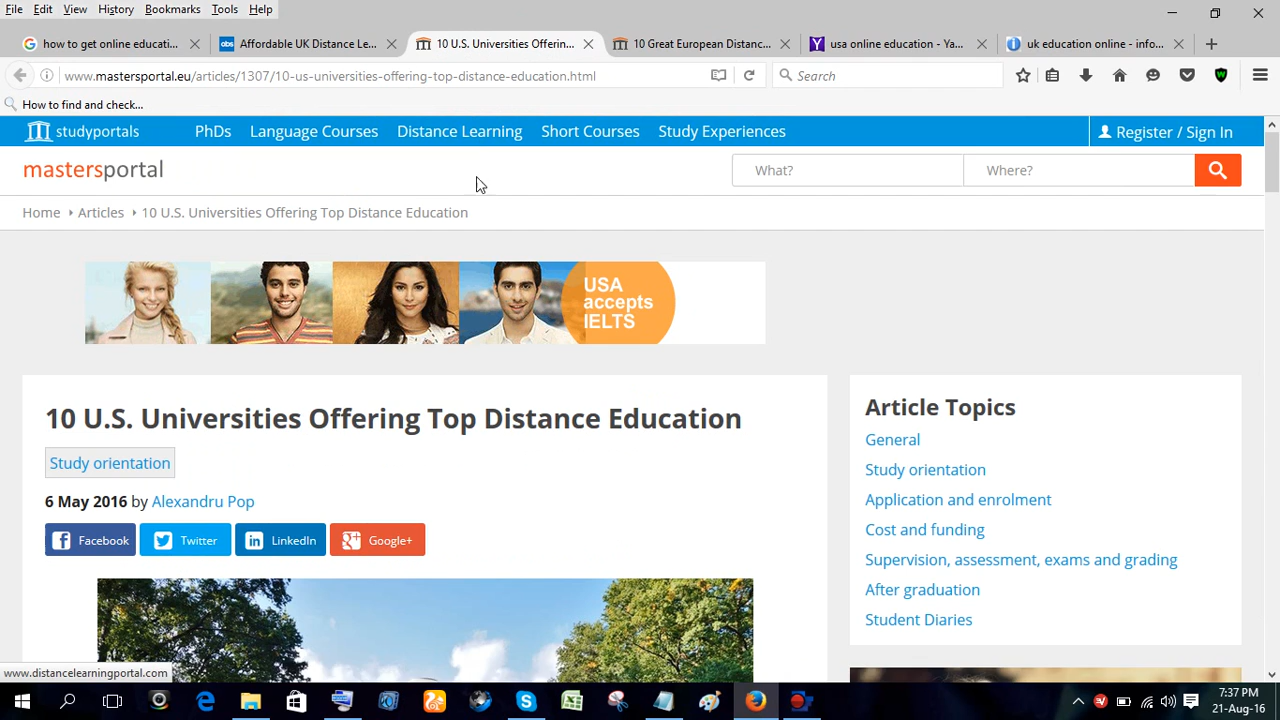 File Edit View History Bookmarks Tools Help
how to get online educati... Affordable UK Distance Le... 10 U.S. Universities Offerin... 10 Great European Distanc... usa online education - Ya... uk education online - info...
www.mastersportal.eu/articles/1307/10-us-universities-offering-top-distance-education.html Search
How to find and check...
studyportals PhDs Language Courses Distance Learning Short Courses Study Experiences Register / Sign In
mastersportal What? Where?
Home Articles 10 U.S. Universities Offering Top Distance Education
USA
accepts
IELTS
10 U.S. Universities Offering Top Distance Education
Study orientation
6 May 2016 by Alexandru Pop
Facebook Twitter LinkedIn Google+
Article Topics
General
Study orientation
Application and enrolment
Cost and funding
Supervision, assessment, exams and grading
After graduation
Student Diaries
www.distancelearningportal.com
7:37 PM
21-Aug-16